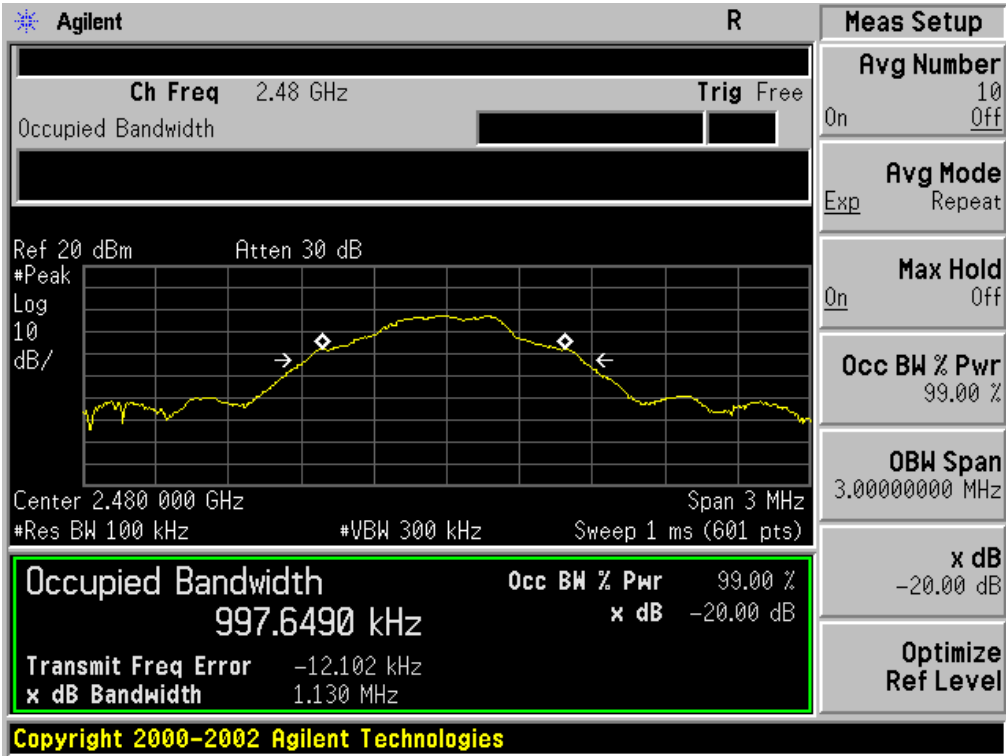 Agilent R
Ch Freq 2.48 GHz Trig Free
Occupied Bandwidth
Ref 20 dBm Atten 30 dB
#Peak
Log
10
dB/
Center 2.480 000 GHz Span 3 MHz
#Res BW 100 kHz #VBW 300 kHz Sweep 1 ms (601 pts)
Occupied Bandwidth Occ BW % Pwr 99.00 %
997.6490 kHz x dB -20.00 dB
Transmit Freq Error -12.102 kHz
x dB Bandwidth 1.130 MHz
Copyright 2000-2002 Agilent Technologies
Meas Setup
Avg Number
10
On Off
Avg Mode
Exp Repeat
Max Hold
On Off
Occ BW % Pwr
99.00 %
OBW Span
3.00000000 MHz
x dB
-20.00 dB
Optimize
Ref Level